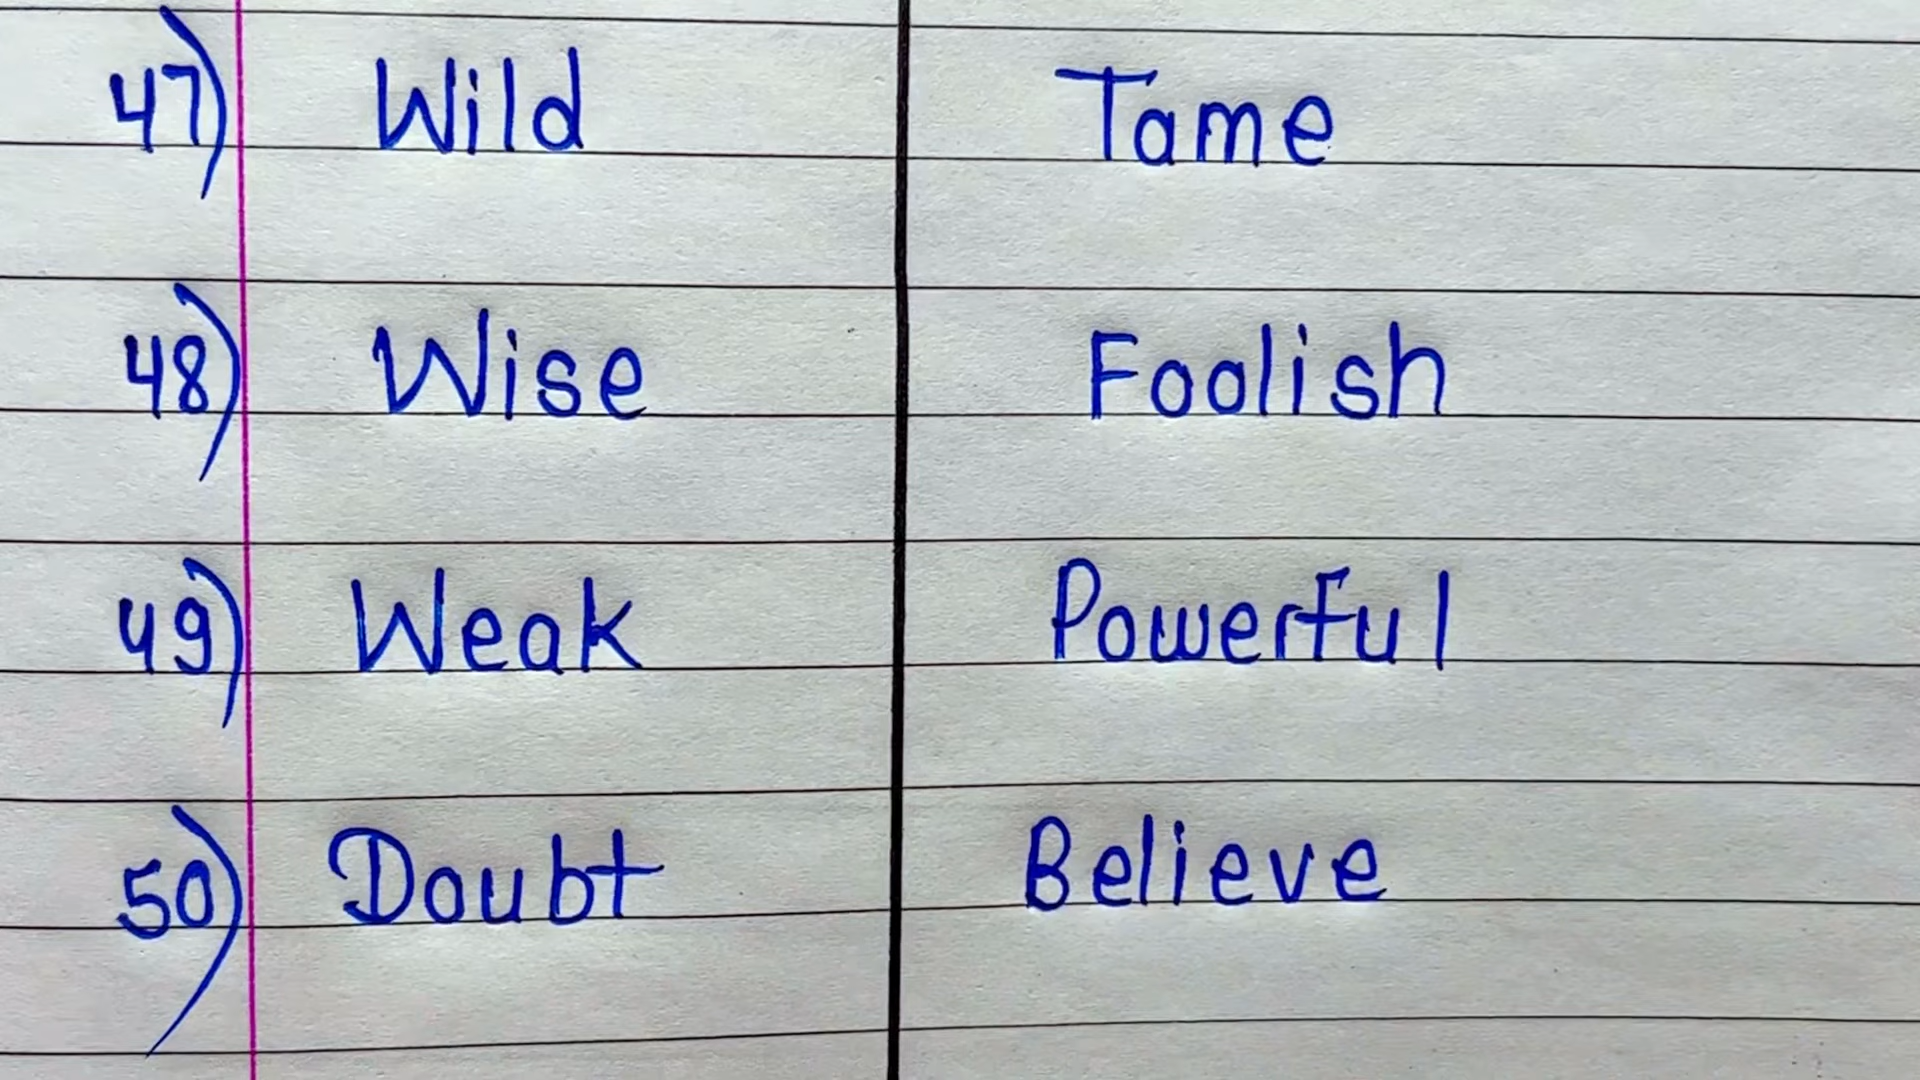 47) Wild Tame
48) Wise Foolish
49) Weak Powerful
50) Doubt Believe